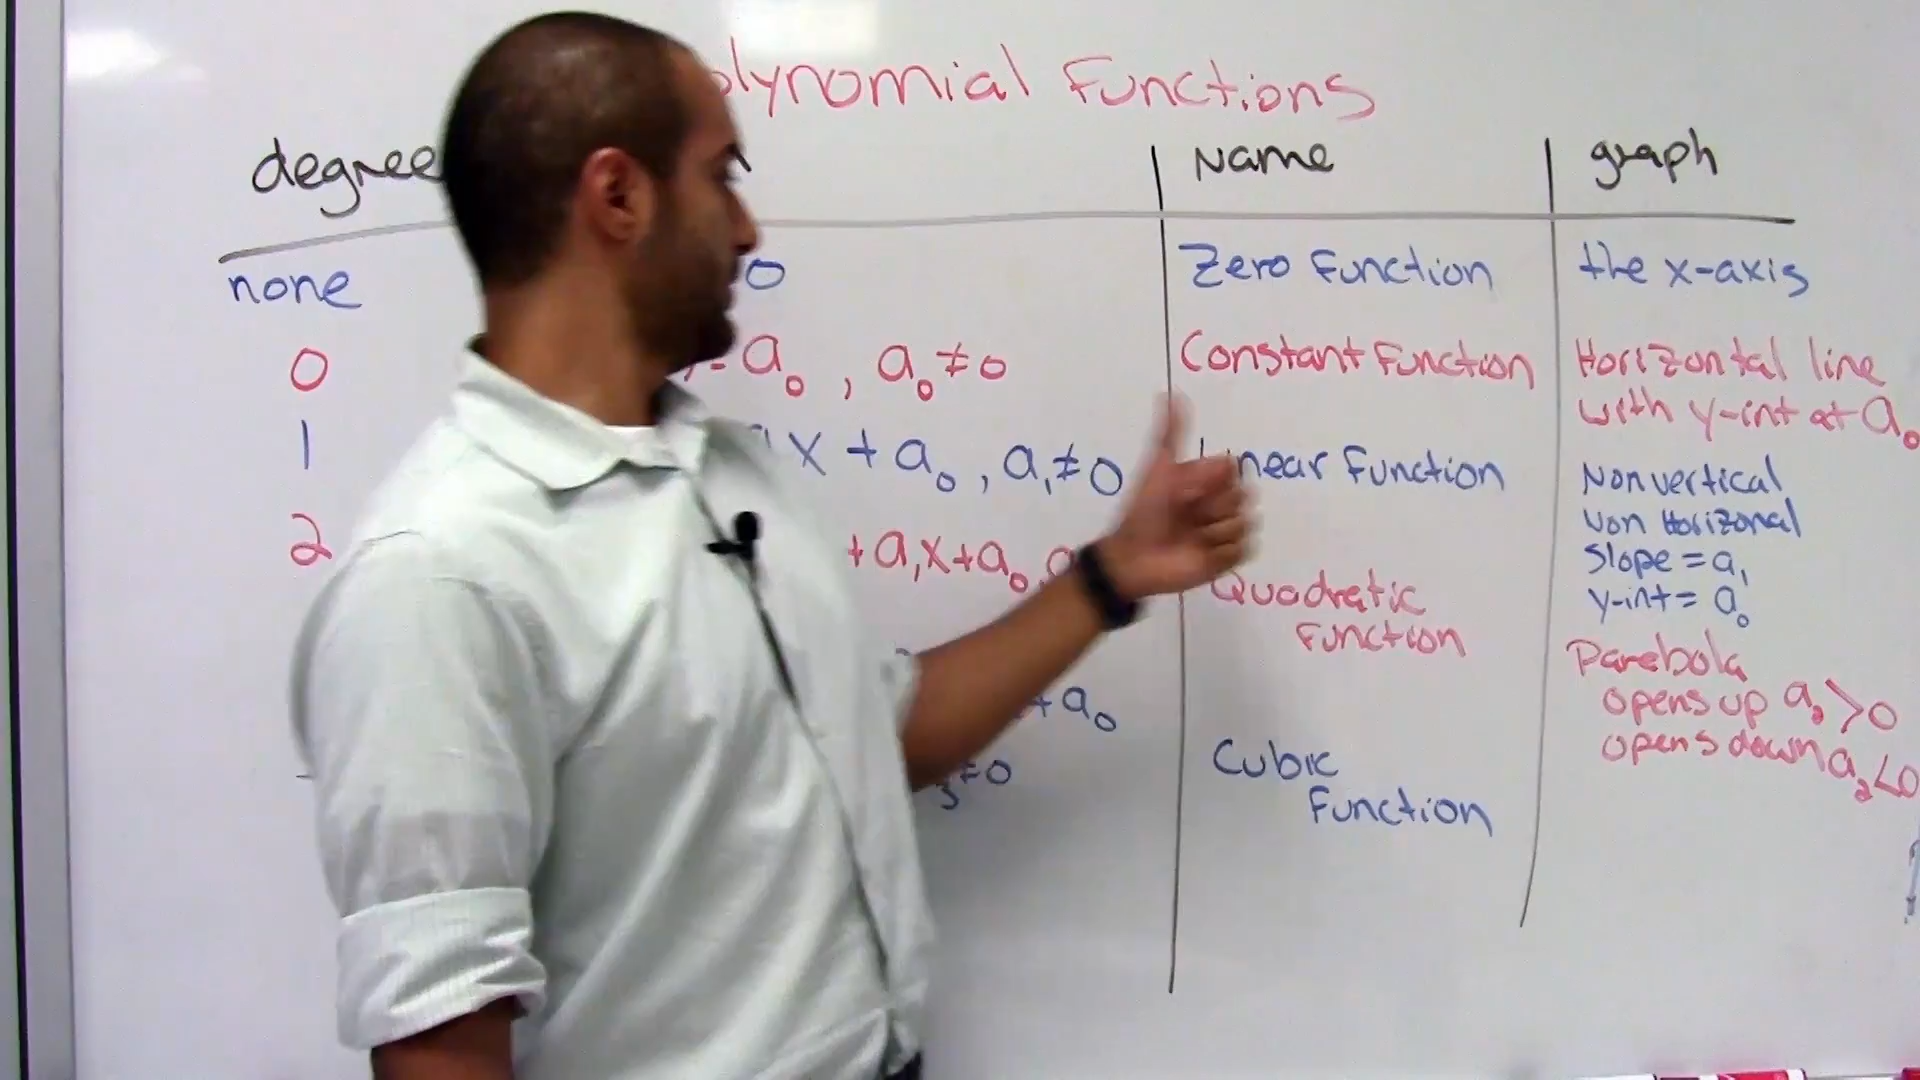 olynomial Functions
degree Name graph
none 0 Zero Function the x-axis
0 = a₀ , a₀ ≠ 0 Constant Function Horizontal line
with y-int at a₀
1 x + a₀ , a₁ ≠ 0 Linear Function Nonvertical
Non Horizonal
Slope = a₁
y-int = a₀
2 + a₁x + a₀ Quadratic
Function
Parabola
opens up a₂ > 0
opens down a₂ < 0
+ a₀
₃ ≠ 0
Cubic
Function